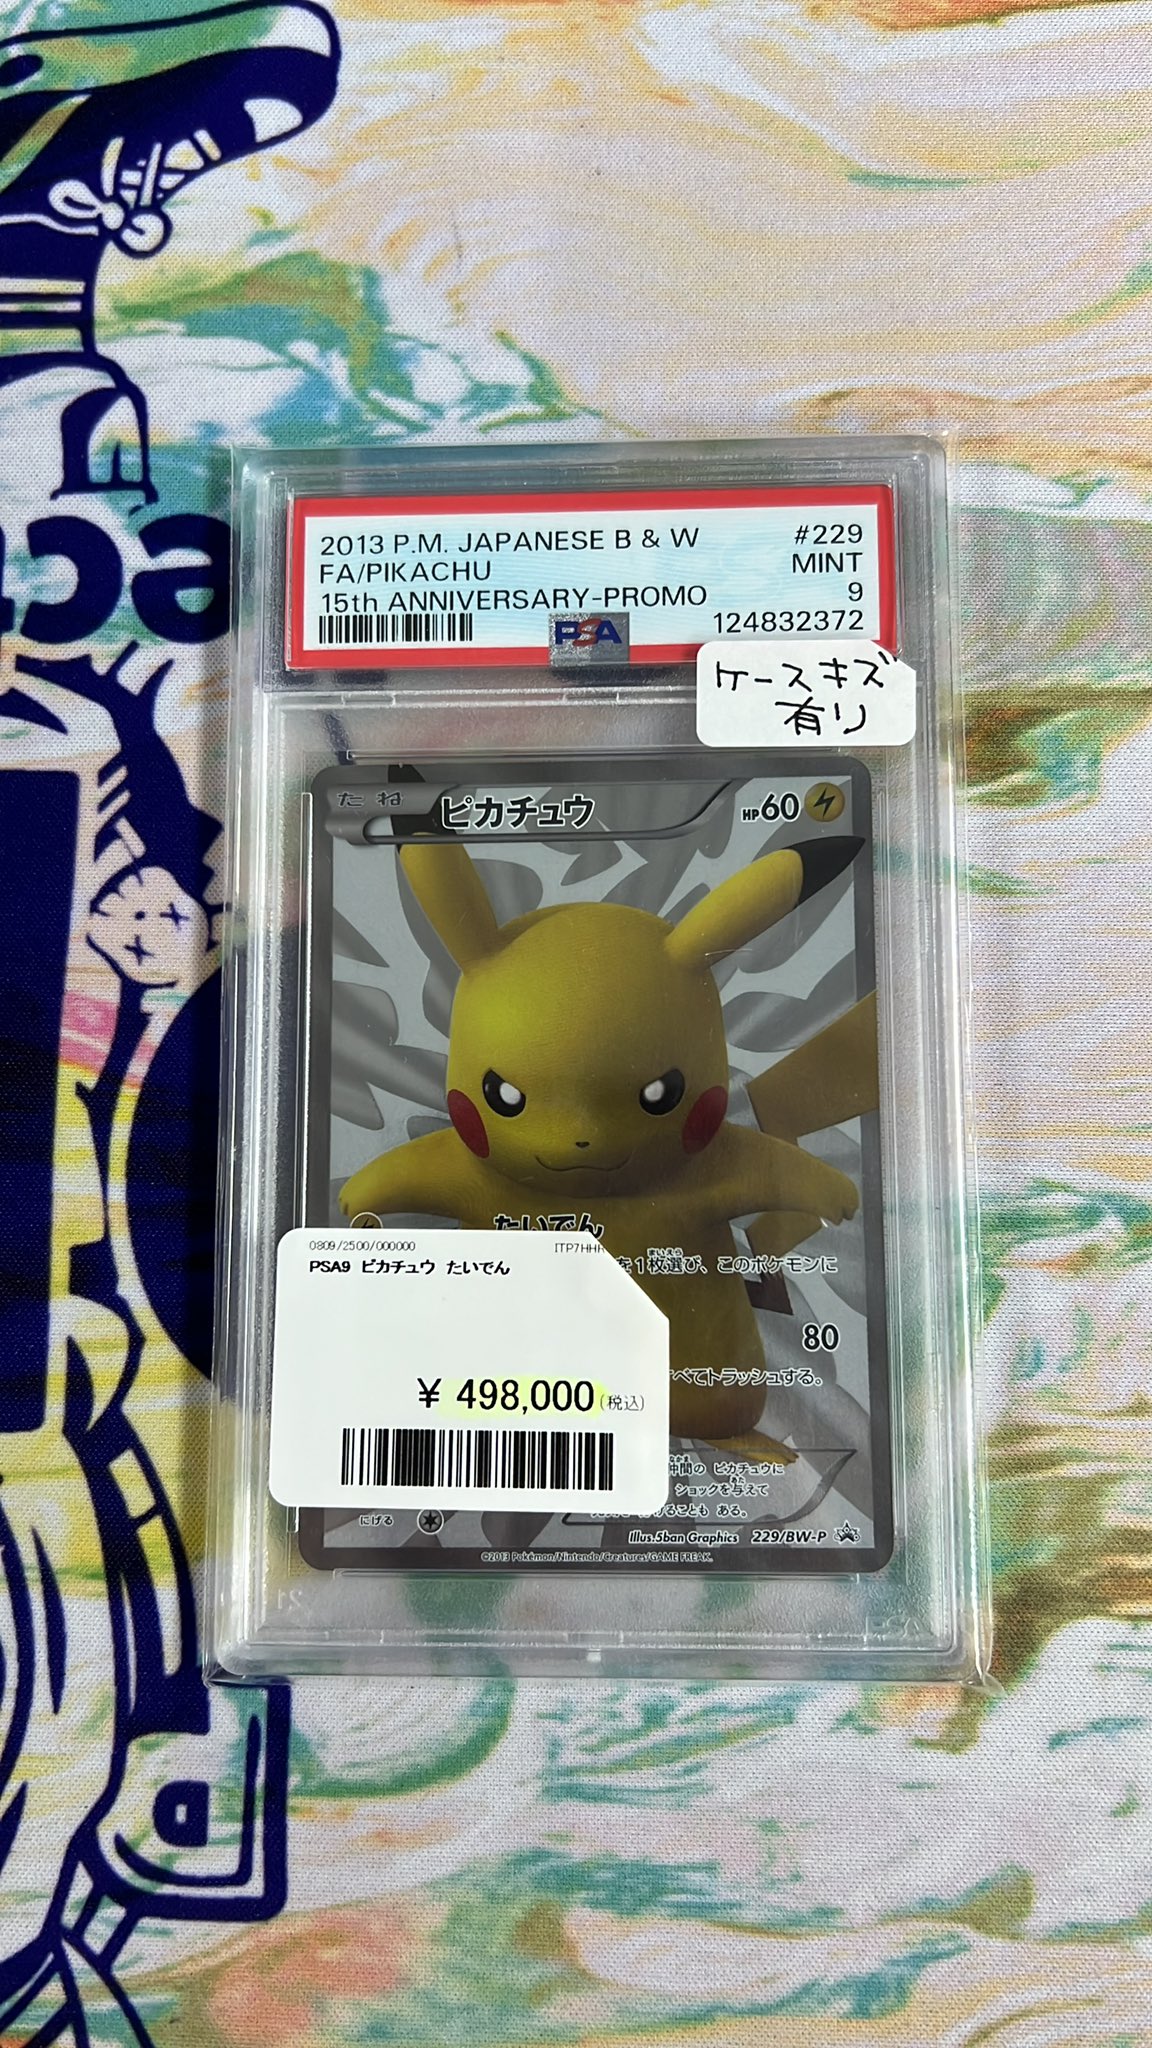 2013 P.M. JAPANESE B & W #229
FA/PIKACHU MINT
15th ANNIVERSARY-PROMO 9
PSA 124832372
ケースキズ
有リ
たね ピカチュウ HP60
たいでん
を1枚選び、このポケモンに
80
べてトラッシュする。
0809/2500/000000 ITP7HHR
PSA9 ピカチュウ たいでん
¥ 498,000(税込)
仲間の ピカチュウに
ショックを与えて
ることも ある。
にげる
Illus.5ban Graphics 229/BW-P
©2013 Pokémon/Nintendo/Creatures/GAME FREAK.